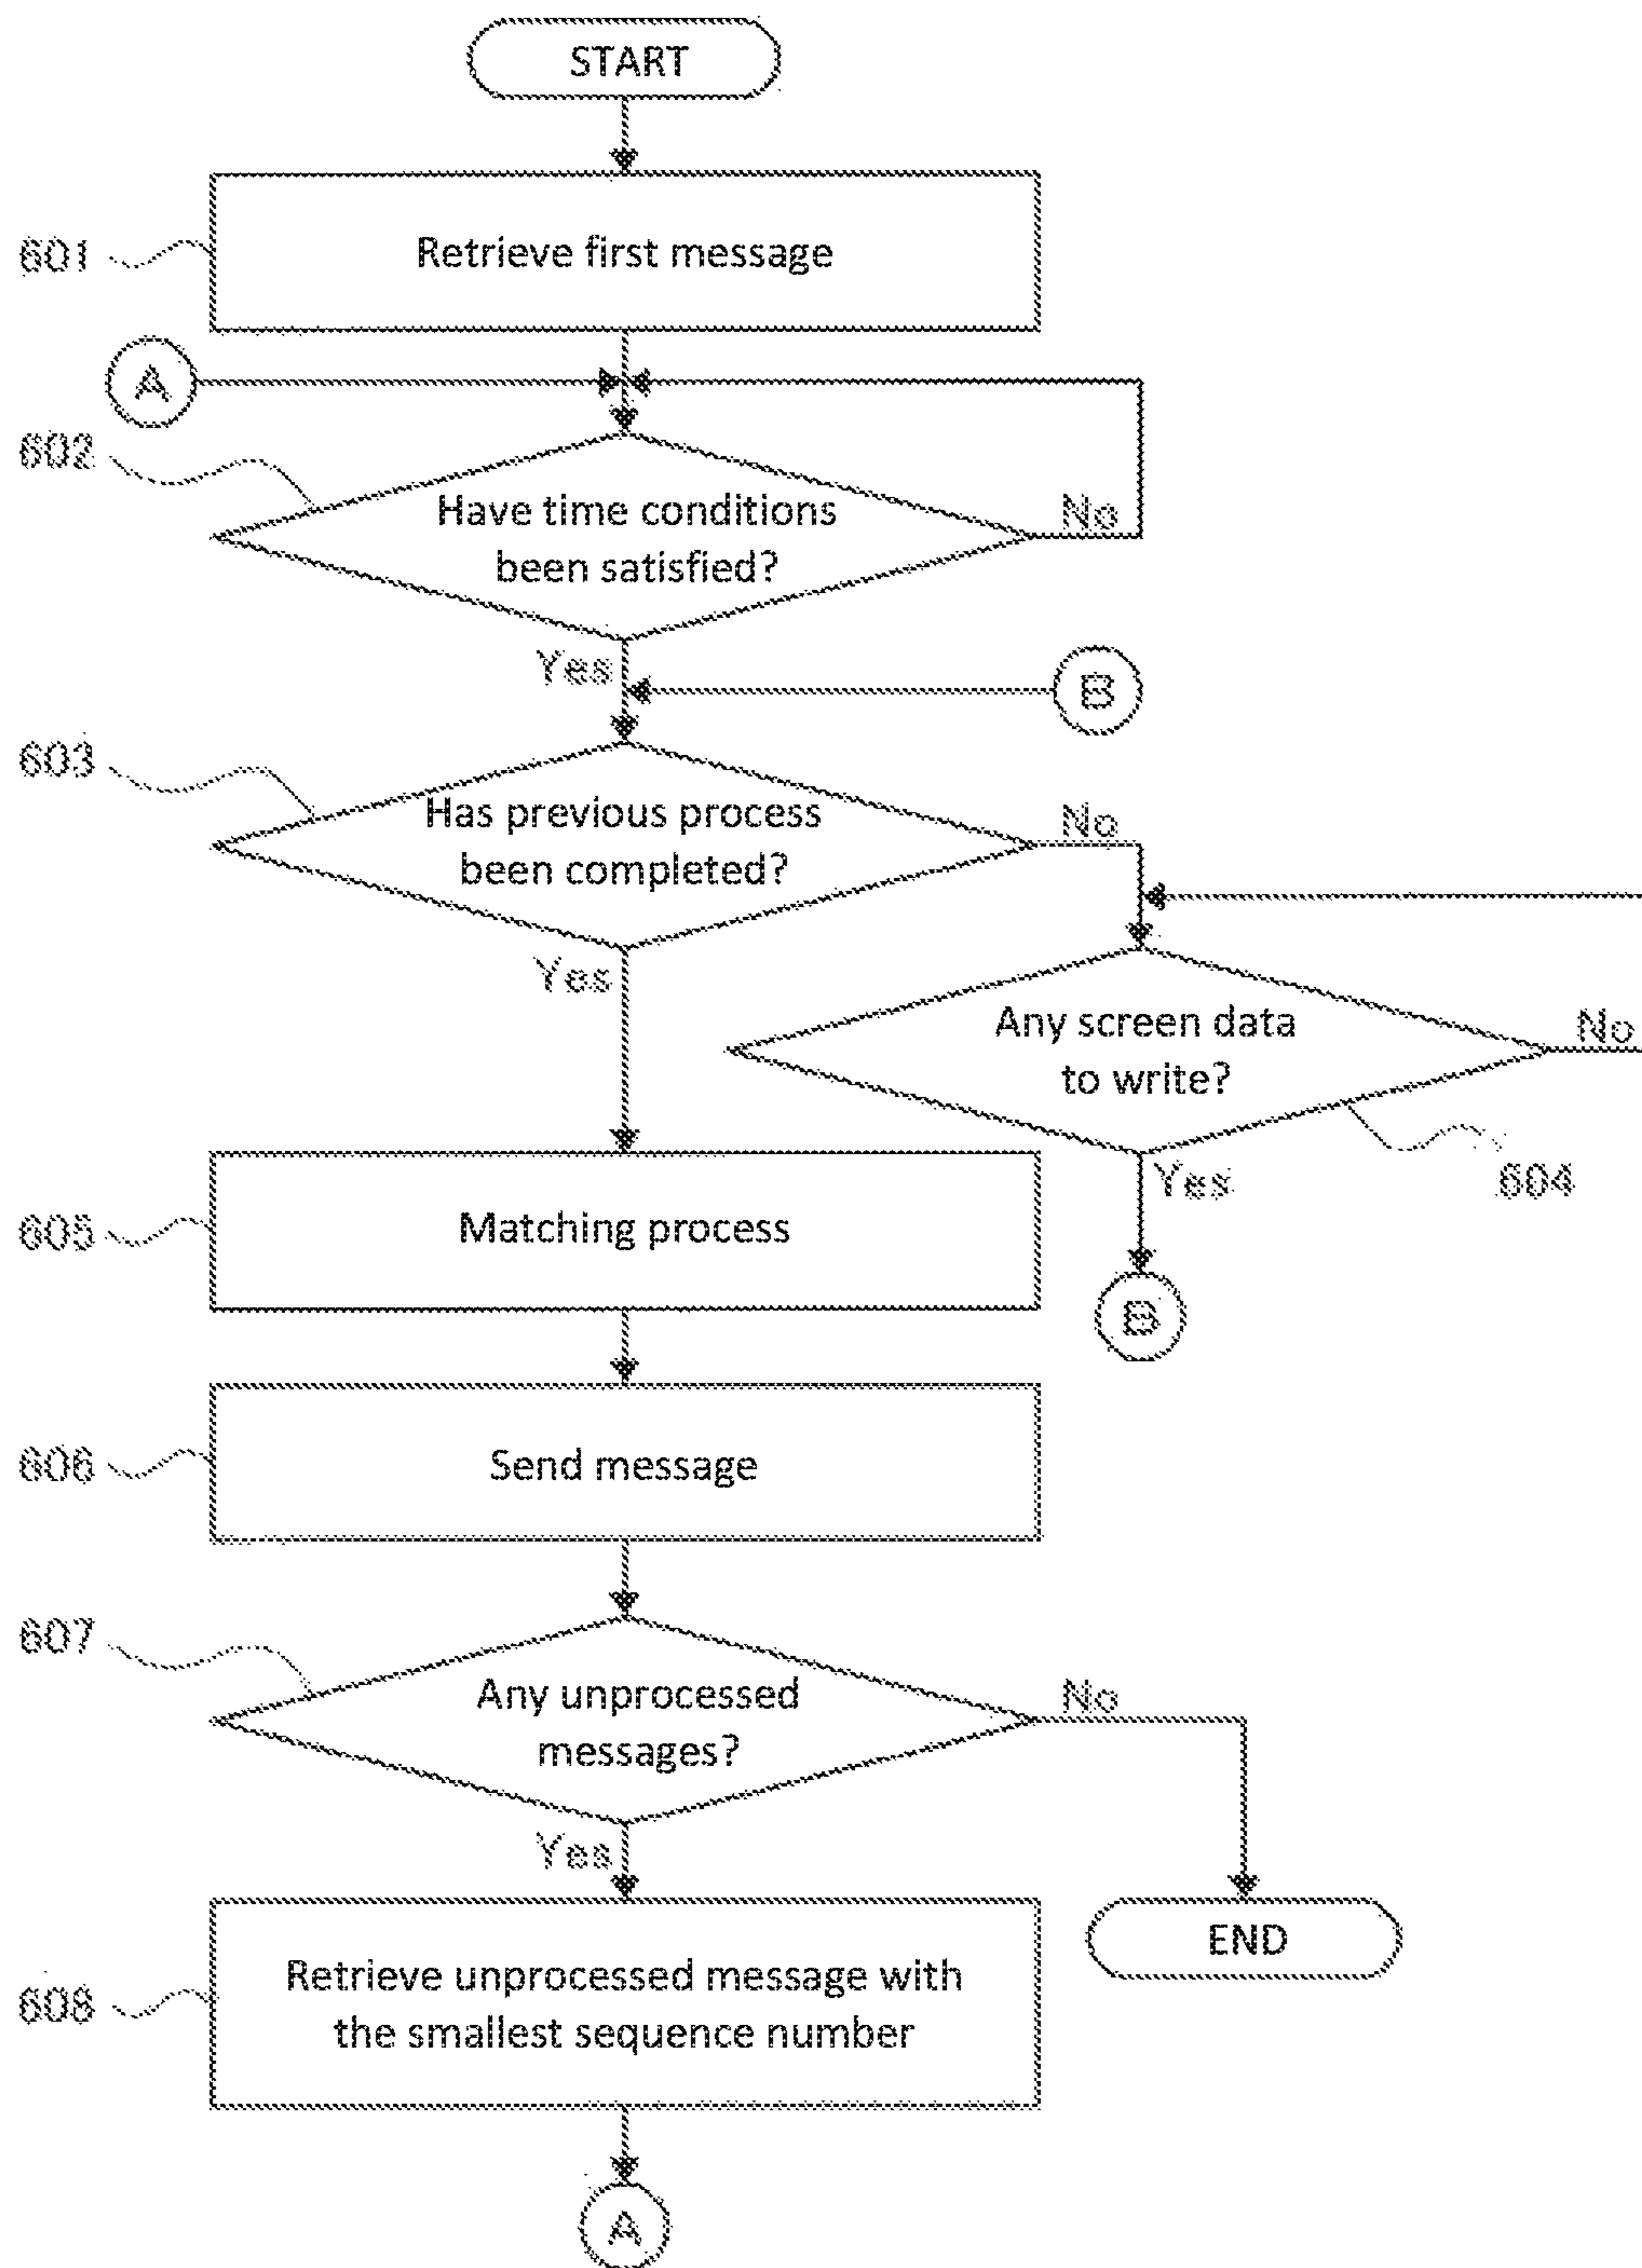 START
601
Retrieve first message
A
602
Have time conditions
been satisfied?
No
Yes
B
603
Has previous process
been completed?
No
Yes
Any screen data
to write?
No
604
Yes
B
605
Matching process
606
Send message
607
Any unprocessed
messages?
No
Yes
END
608
Retrieve unprocessed message with
the smallest sequence number
A